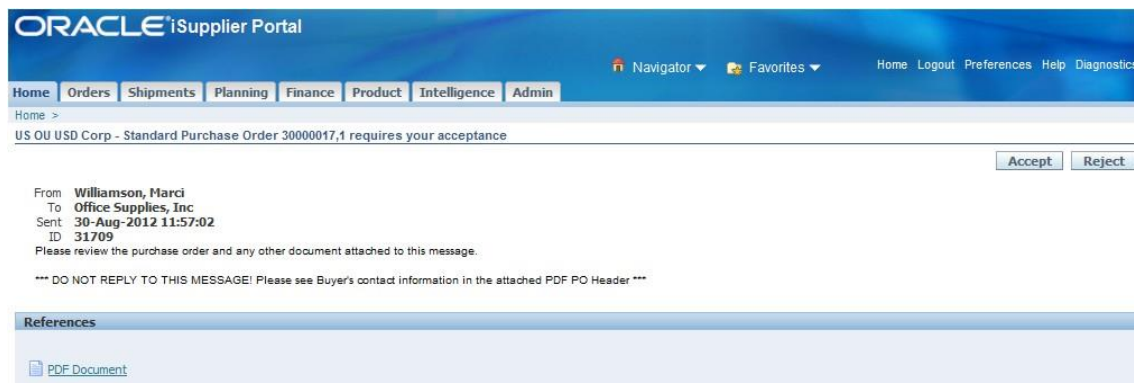 ORACLE® iSupplier Portal
Navigator Favorites Home Logout Preferences Help Diagnostics
Home Orders Shipments Planning Finance Product Intelligence Admin
Home >
US OU USD Corp - Standard Purchase Order 30000017,1 requires your acceptance
Accept Reject
From Williamson, Marci
To Office Supplies, Inc
Sent 30-Aug-2012 11:57:02
ID 31709
Please review the purchase order and any other document attached to this message.
*** DO NOT REPLY TO THIS MESSAGE! Please see Buyer's contact information in the attached PDF PO Header ***
References
PDF Document